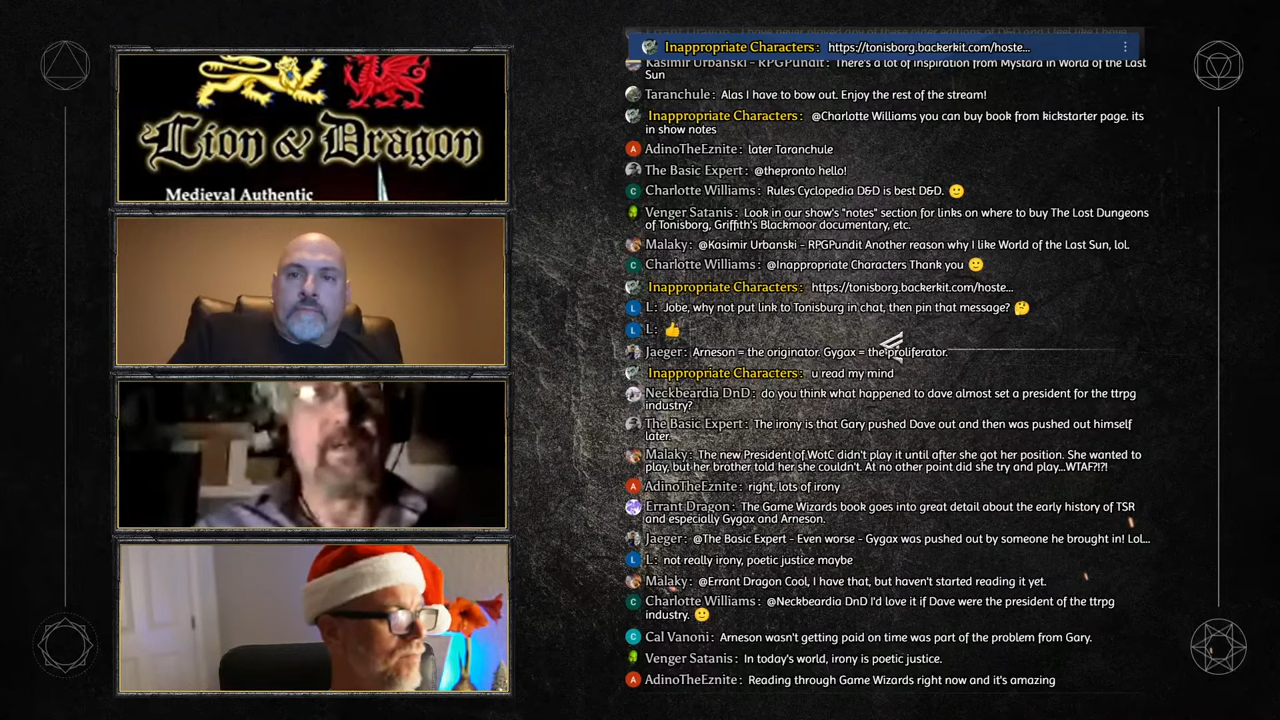 Lion & Dragon
Medieval Authentic
Inappropriate Characters: https://tonisborg.backerkit.com/hoste...
Kasimir Urbanski - RPGPundit: There's a lot of inspiration from Mystara in World of the Last
Sun
Taranchule: Alas I have to bow out. Enjoy the rest of the stream!
Inappropriate Characters: @Charlotte Williams you can buy book from kickstarter page. its
in show notes
A AdinoTheEznite: later Taranchule
The Basic Expert: @thepronto hello!
C Charlotte Williams: Rules Cyclopedia D&D is best D&D. 🙂
Venger Satanis: Look in our show's "notes" section for links on where to buy The Lost Dungeons
of Tonisborg, Griffith's Blackmoor documentary, etc.
Malaky: @Kasimir Urbanski - RPGPundit Another reason why I like World of the Last Sun, lol.
C Charlotte Williams: @Inappropriate Characters Thank you 🙂
Inappropriate Characters: https://tonisborg.backerkit.com/hoste...
L L: Jobe, why not put link to Tonisburg in chat, then pin that message? 🤔
L L: 👍
Jaeger: Arneson = the originator. Gygax = the proliferator.
Inappropriate Characters: u read my mind
Neckbeardia DnD: do you think what happened to dave almost set a president for the ttrpg
industry?
The Basic Expert: The irony is that Gary pushed Dave out and then was pushed out himself
later.
Malaky: The new President of WotC didn't play it until after she got her position. She wanted to
play, but her brother told her she couldn't. At no other point did she try and play...WTAF?!?!
A AdinoTheEznite: right, lots of irony
Errant Dragon: The Game Wizards book goes into great detail about the early history of TSR
and especially Gygax and Arneson.
Jaeger: @The Basic Expert - Even worse - Gygax was pushed out by someone he brought in! Lol...
L L: not really irony, poetic justice maybe
Malaky: @Errant Dragon Cool, I have that, but haven't started reading it yet.
C Charlotte Williams: @Neckbeardia DnD I'd love it if Dave were the president of the ttrpg
industry. 🙂
C Cal Vanoni: Arneson wasn't getting paid on time was part of the problem from Gary.
Venger Satanis: In today's world, irony is poetic justice.
A AdinoTheEznite: Reading through Game Wizards right now and it's amazing